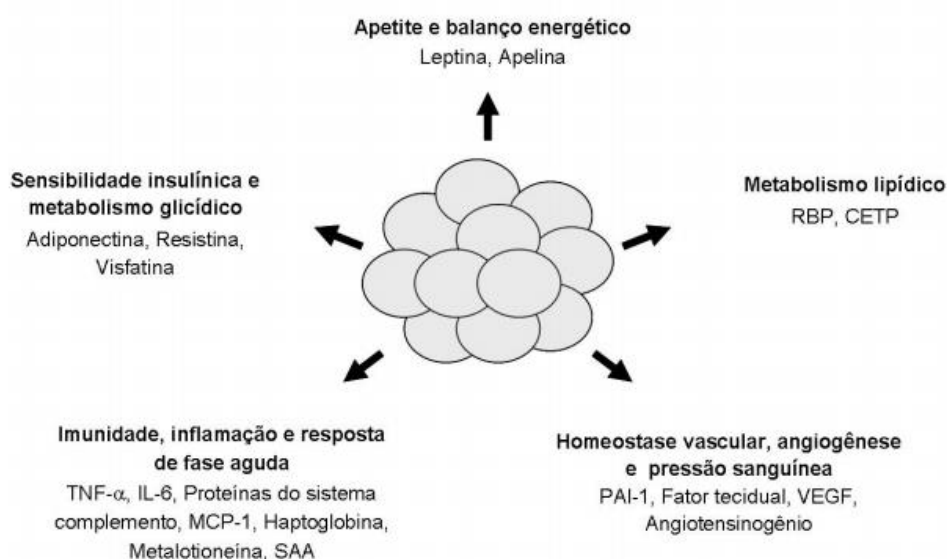 Apetite e balanço energético
Leptina, Apelina
Sensibilidade insulínica e
metabolismo glicídico
Adiponectina, Resistina,
Visfatina
Metabolismo lipídico
RBP, CETP
Imunidade, inflamação e resposta
de fase aguda
TNF-α, IL-6, Proteínas do sistema
complemento, MCP-1, Haptoglobina,
Metalotioneína, SAA
Homeostase vascular, angiogênese
e pressão sanguínea
PAI-1, Fator tecidual, VEGF,
Angiotensinogênio